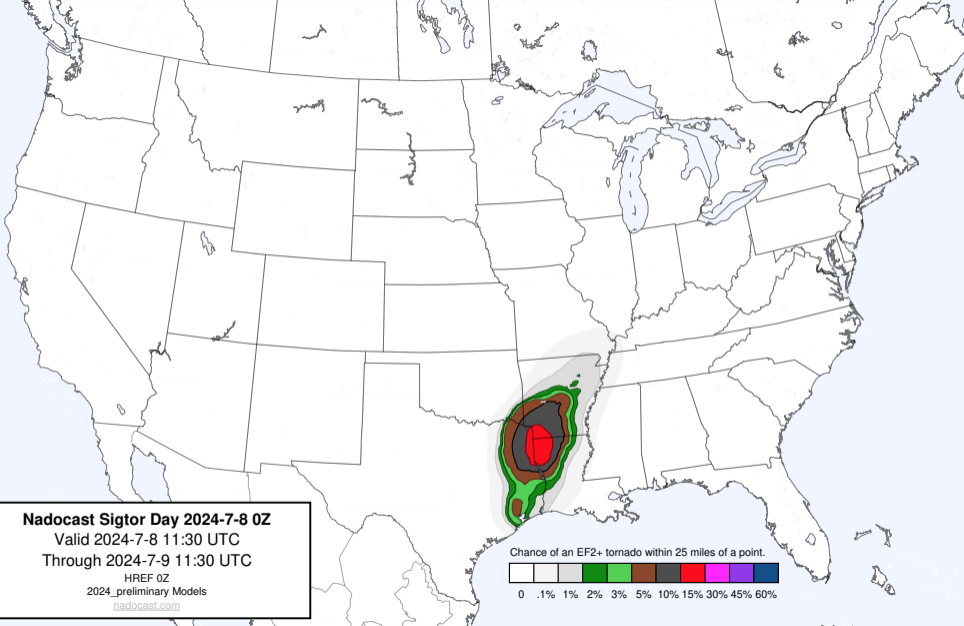 Nadocast Sigtor Day 2024-7-8 0Z
Valid 2024-7-8 11:30 UTC
Through 2024-7-9 11:30 UTC
HREF 0Z
2024_preliminary Models
nadocast.com
Chance of an EF2+ tornado within 25 miles of a point.
0 .1% 1% 2% 3% 5% 10% 15% 30% 45% 60%